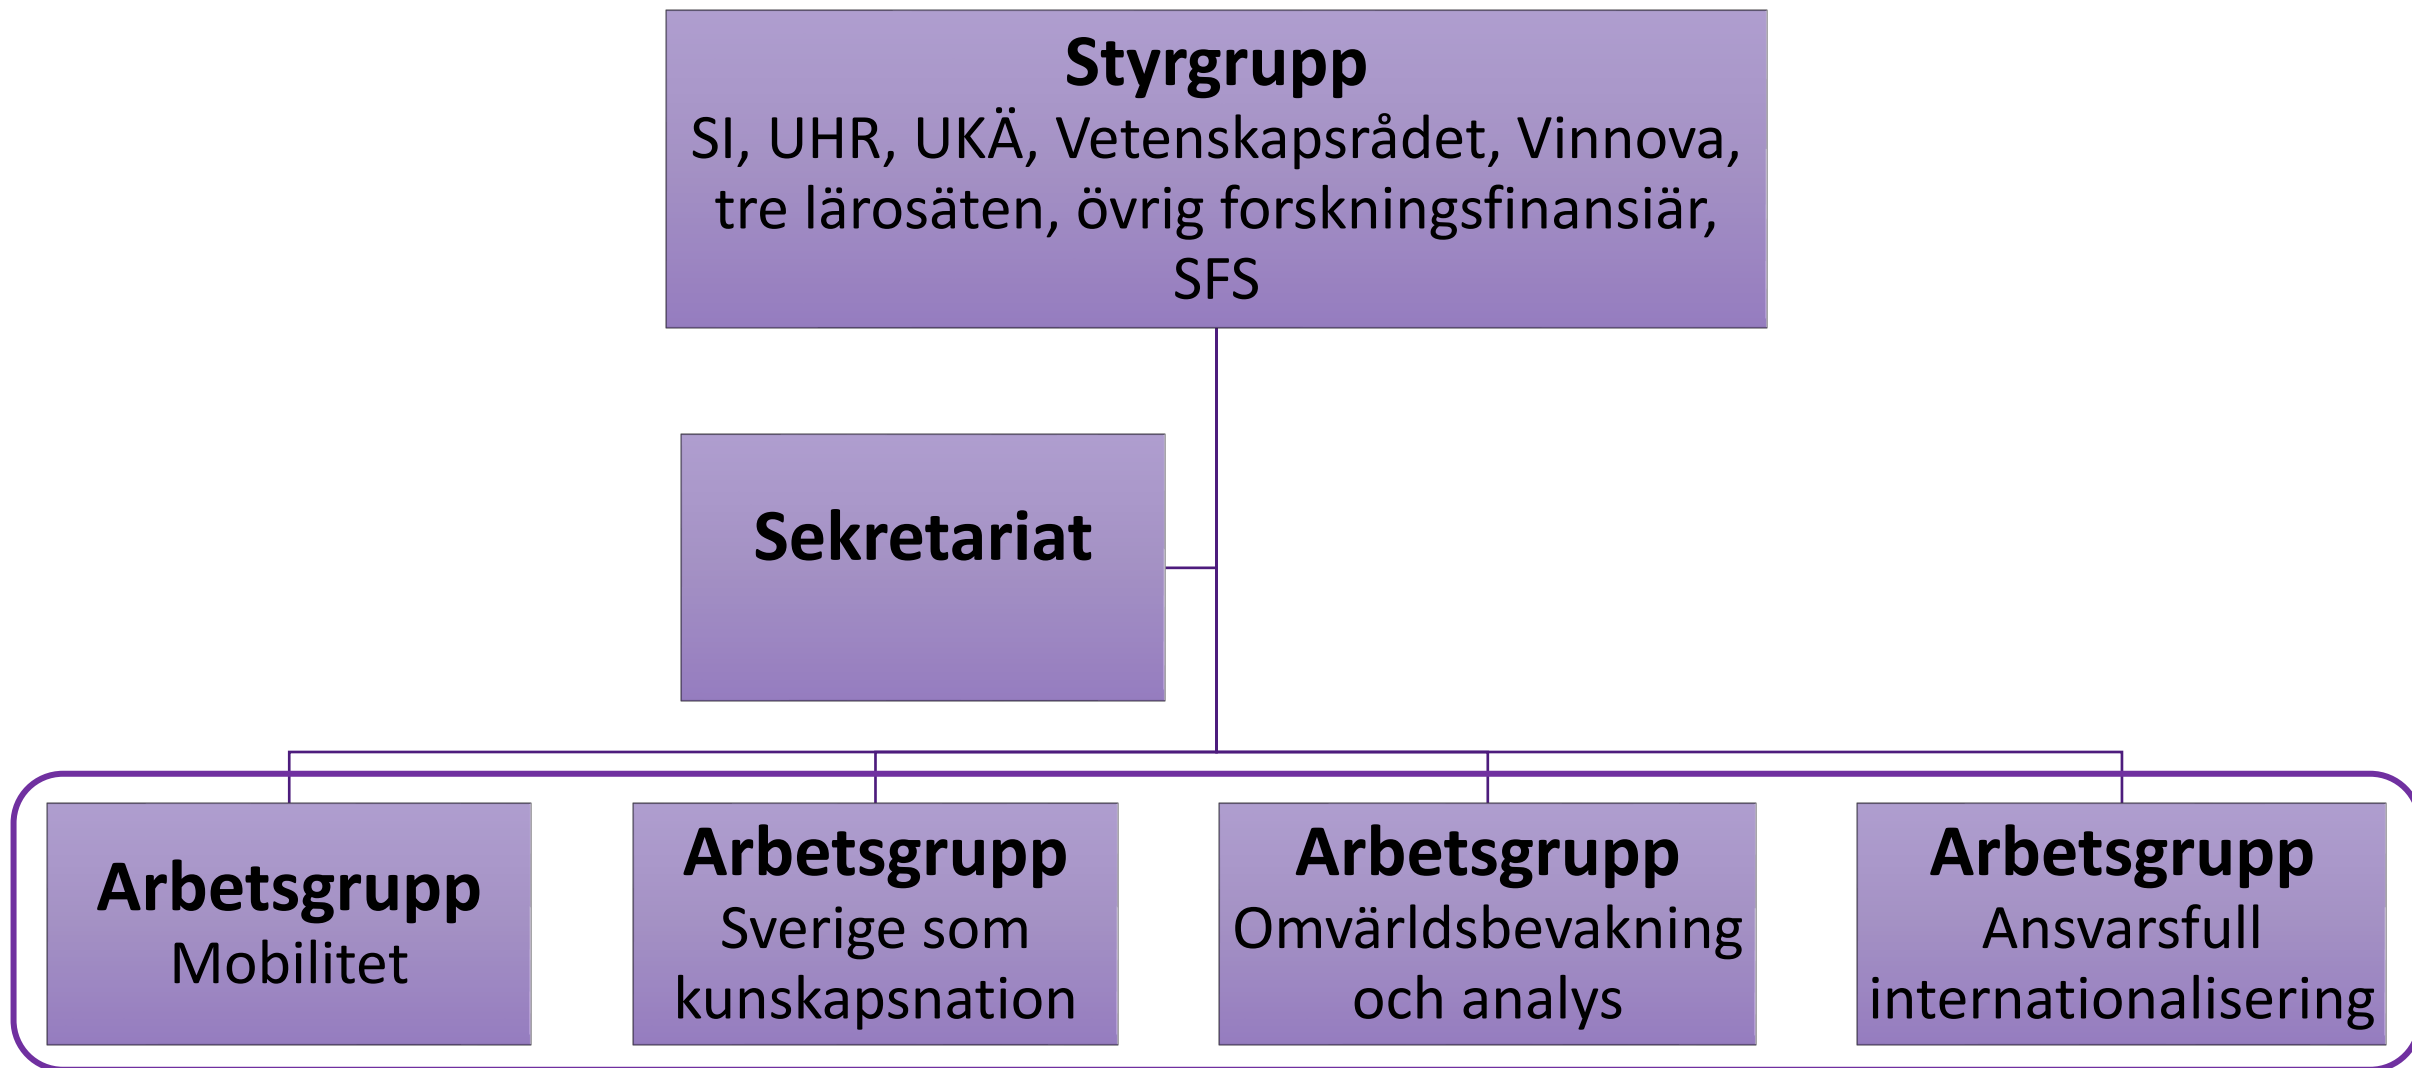 Styrgrupp
SI, UHR, UKÄ, Vetenskapsrådet, Vinnova,
tre lärosäten, övrig forskningsfinansiär,
SFS
Sekretariat
Arbetsgrupp
Mobilitet
Arbetsgrupp
Sverige som
kunskapsnation
Arbetsgrupp
Omvärldsbevakning
och analys
Arbetsgrupp
Ansvarsfull
internationalisering